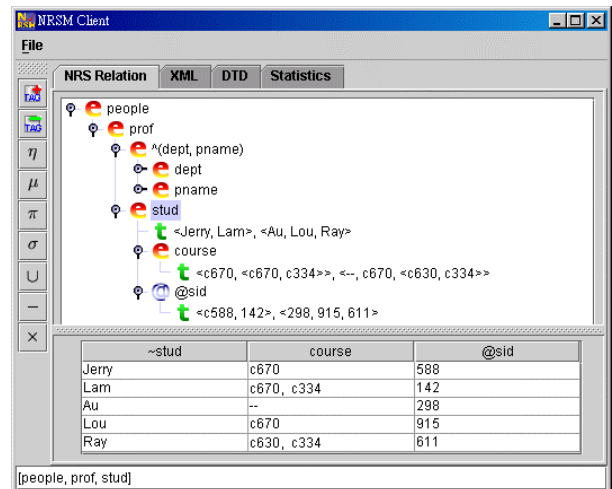 NRSM Client
File
NRS Relation XML DTD Statistics
TAG
TAG
η
μ
π
σ
∪
−
×
e people
e prof
e ^(dept, pname)
e dept
e pname
e stud
t <Jerry, Lam>, <Au, Lou, Ray>
e course
t <c670, <c670, c334>>, <--, c670, <c630, c334>>
@ @sid
t <c588, 142>, <298, 915, 611>
~stud course @sid
Jerry c670 588
Lam c670, c334 142
Au -- 298
Lou c670 915
Ray c630, c334 611
[people, prof, stud]